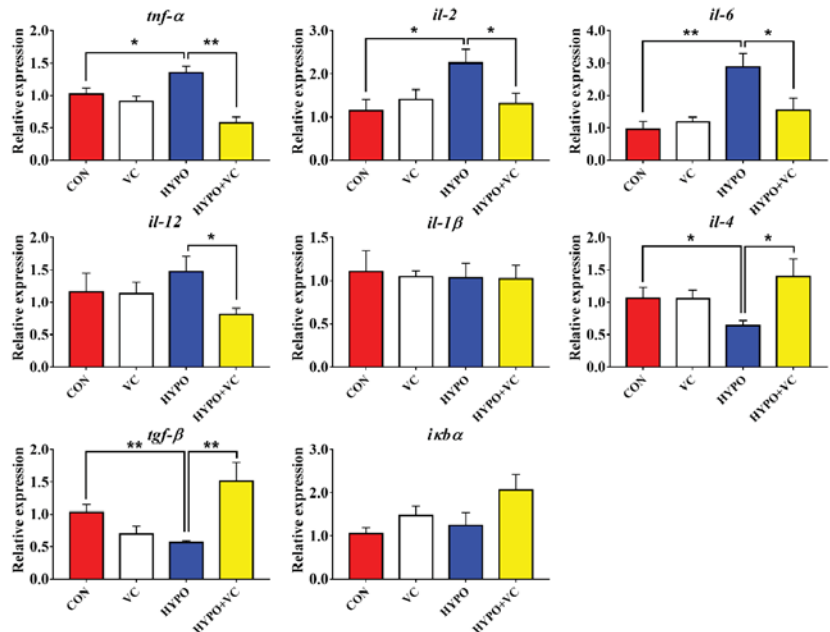 tnf-α
Relative expression
2.0
1.5
1.0
0.5
0.0
*
**
CON
VC
HYPO
HYPO+VC
il-2
Relative expression
3.0
2.0
1.0
0.0
*
*
CON
VC
HYPO
HYPO+VC
il-6
Relative expression
4.0
3.0
2.0
1.0
0.0
**
*
CON
VC
HYPO
HYPO+VC
il-12
Relative expression
2.0
1.5
1.0
0.5
0.0
*
CON
VC
HYPO
HYPO+VC
il-1β
Relative expression
1.5
1.0
0.5
0.0
CON
VC
HYPO
HYPO+VC
il-4
Relative expression
2.0
1.5
1.0
0.5
0.0
*
*
CON
VC
HYPO
HYPO+VC
tgf-β
Relative expression
2.0
1.5
1.0
0.5
0.0
**
**
CON
VC
HYPO
HYPO+VC
iκbα
Relative expression
3.0
2.0
1.0
0.0
CON
VC
HYPO
HYPO+VC